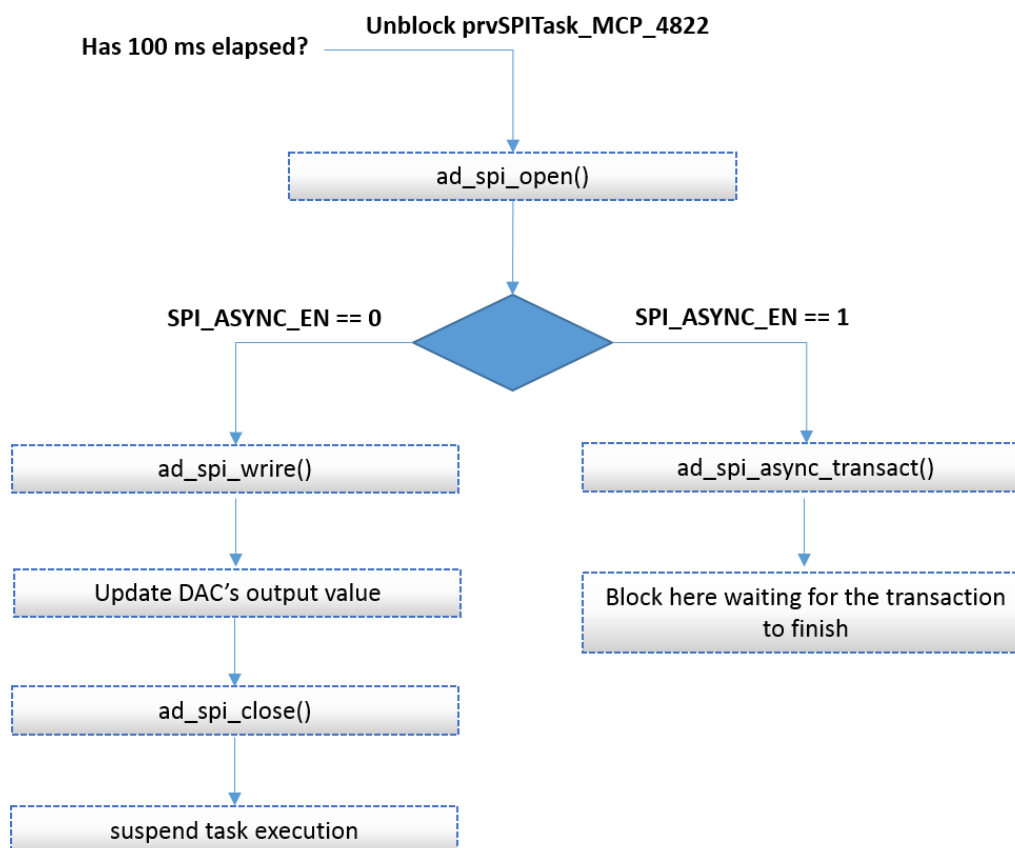 Unblock prvSPITask_MCP_4822
Has 100 ms elapsed?
ad_spi_open()
SPI_ASYNC_EN == 0
SPI_ASYNC_EN == 1
ad_spi_wrire()
ad_spi_async_transact()
Update DAC’s output value
Block here waiting for the transaction
to finish
ad_spi_close()
suspend task execution